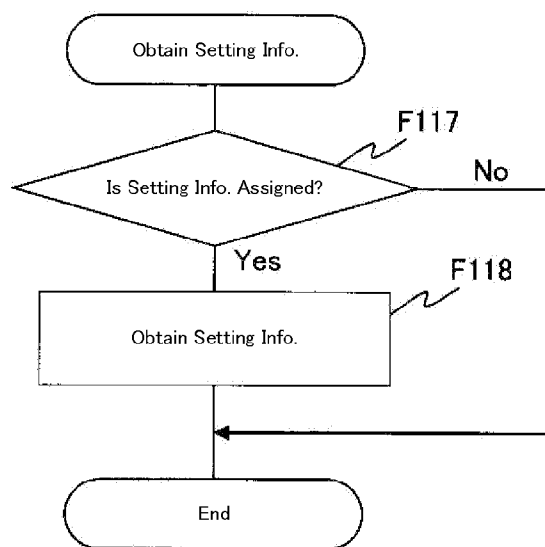 Obtain Setting Info.
F117
Is Setting Info. Assigned?
No
Yes
F118
Obtain Setting Info.
End